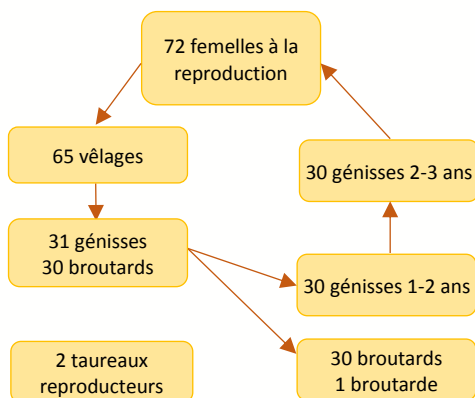 72 femelles à la
reproduction
65 vêlages
30 génisses 2-3 ans
31 génisses
30 broutards
30 génisses 1-2 ans
2 taureaux
reproducteurs
30 broutards
1 broutarde